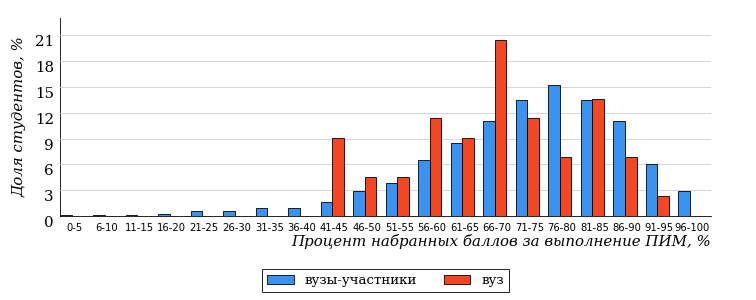 Доля студентов, %
21
18
15
12
9
6
3
0
0-5 6-10 11-15 16-20 21-25 26-30 31-35 36-40 41-45 46-50 51-55 56-60 61-65 66-70 71-75 76-80 81-85 86-90 91-95 96-100
Процент набранных баллов за выполнение ПИМ, %
вузы-участники вуз